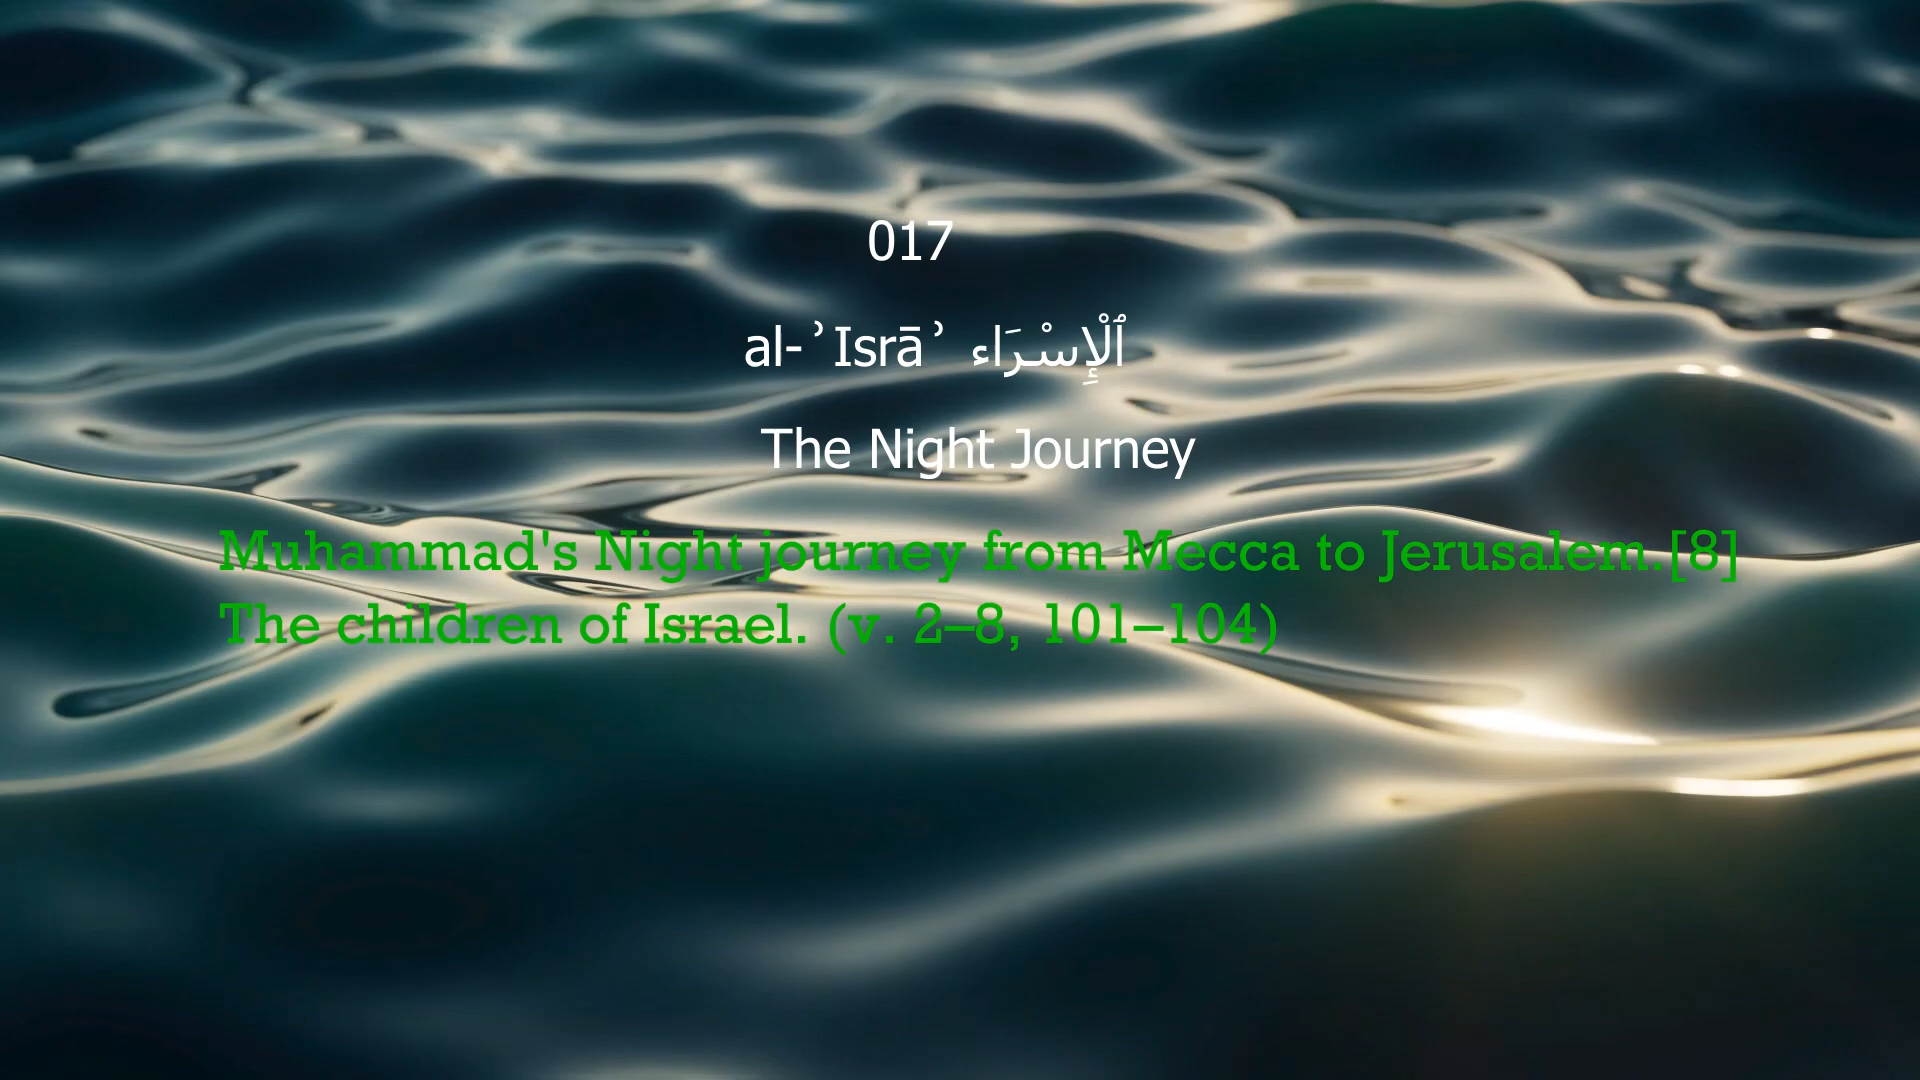 017
al-ʾIsrāʾ ٱلْإِسْـرَاء
The Night Journey
Muhammad's Night journey from Mecca to Jerusalem.[8]
The children of Israel. (v. 2–8, 101–104)